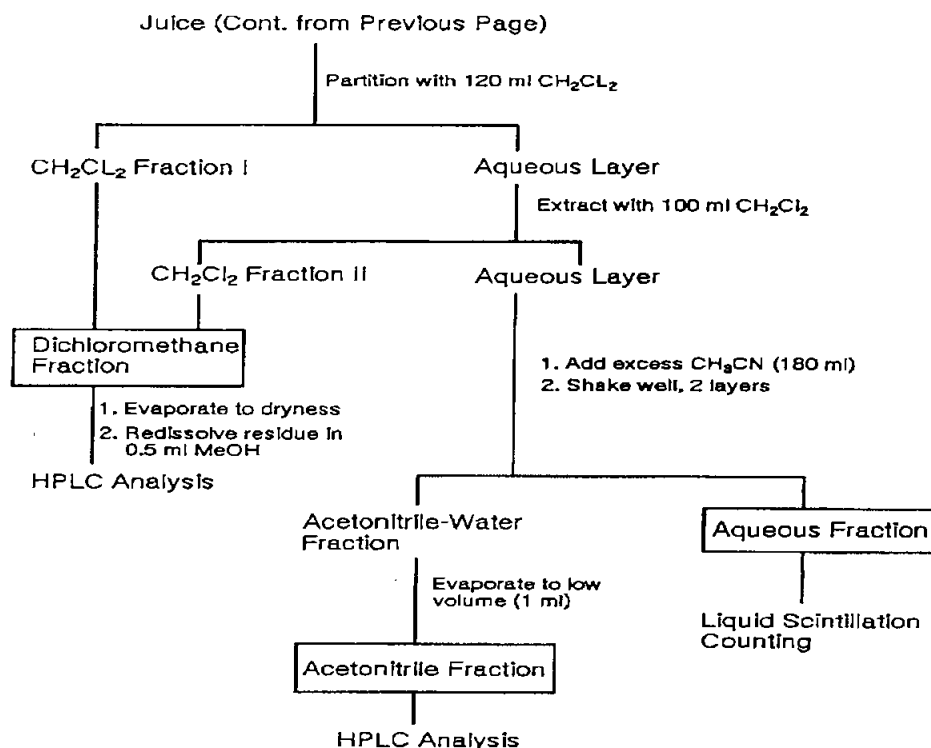 Juice (Cont. from Previous Page)
Partition with 120 ml CH₂CL₂
CH₂CL₂ Fraction I
Aqueous Layer
Extract with 100 ml CH₂Cl₂
CH₂Cl₂ Fraction II
Aqueous Layer
Dichloromethane
Fraction
1. Add excess CH₃CN (180 ml)
2. Shake well, 2 layers
1. Evaporate to dryness
2. Redissolve residue in
0.5 ml MeOH
HPLC Analysis
Acetonitrile-Water
Fraction
Aqueous Fraction
Evaporate to low
volume (1 ml)
Liquid Scintillation
Counting
Acetonitrile Fraction
HPLC Analysis